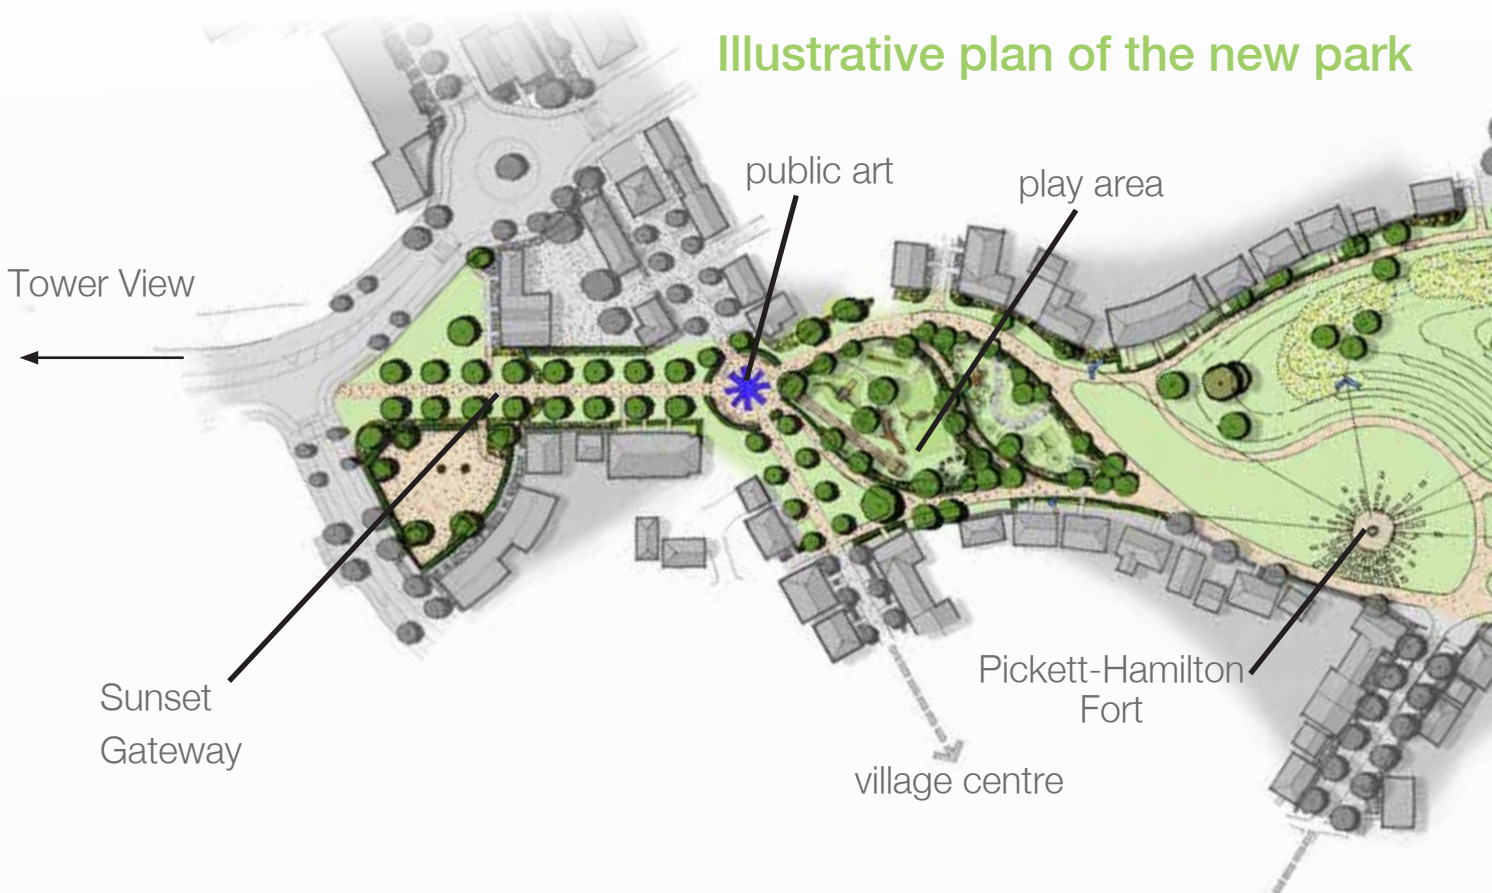 Illustrative plan of the new park
public art
play area
Tower View
Pickett-Hamilton
Fort
Sunset
Gateway
village centre